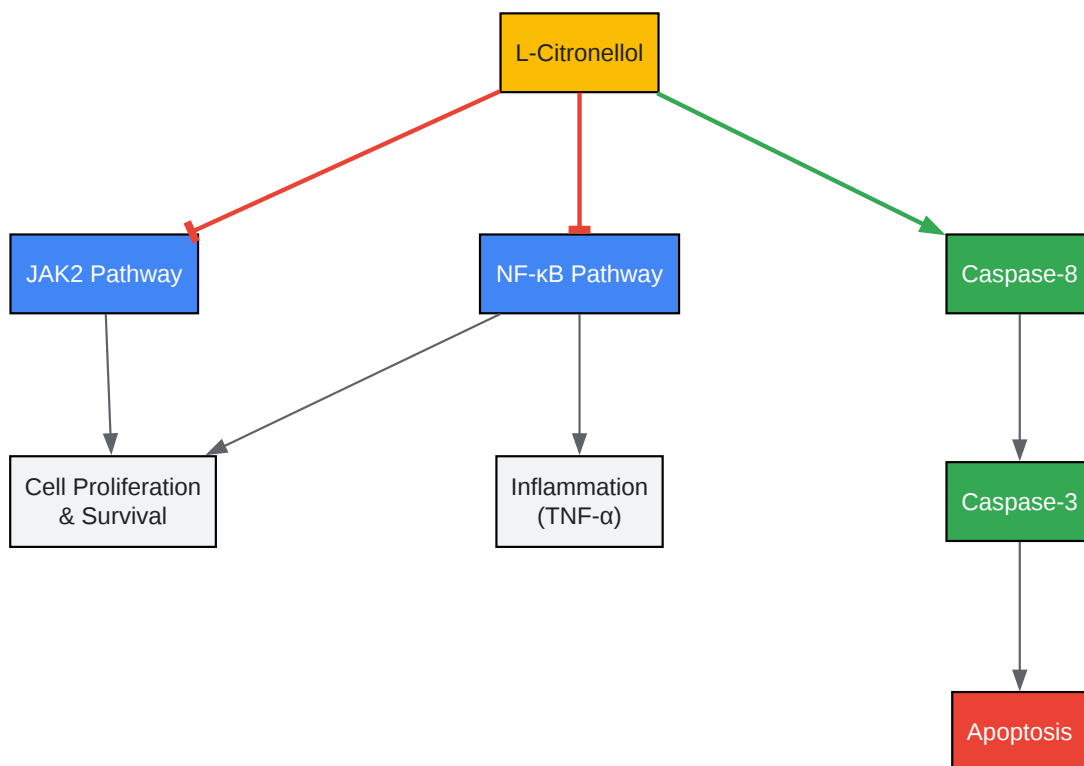 L-Citronellol
JAK2 Pathway
NF-κB Pathway
Caspase-8
Cell Proliferation
& Survival
Inflammation
(TNF-α)
Caspase-3
Apoptosis